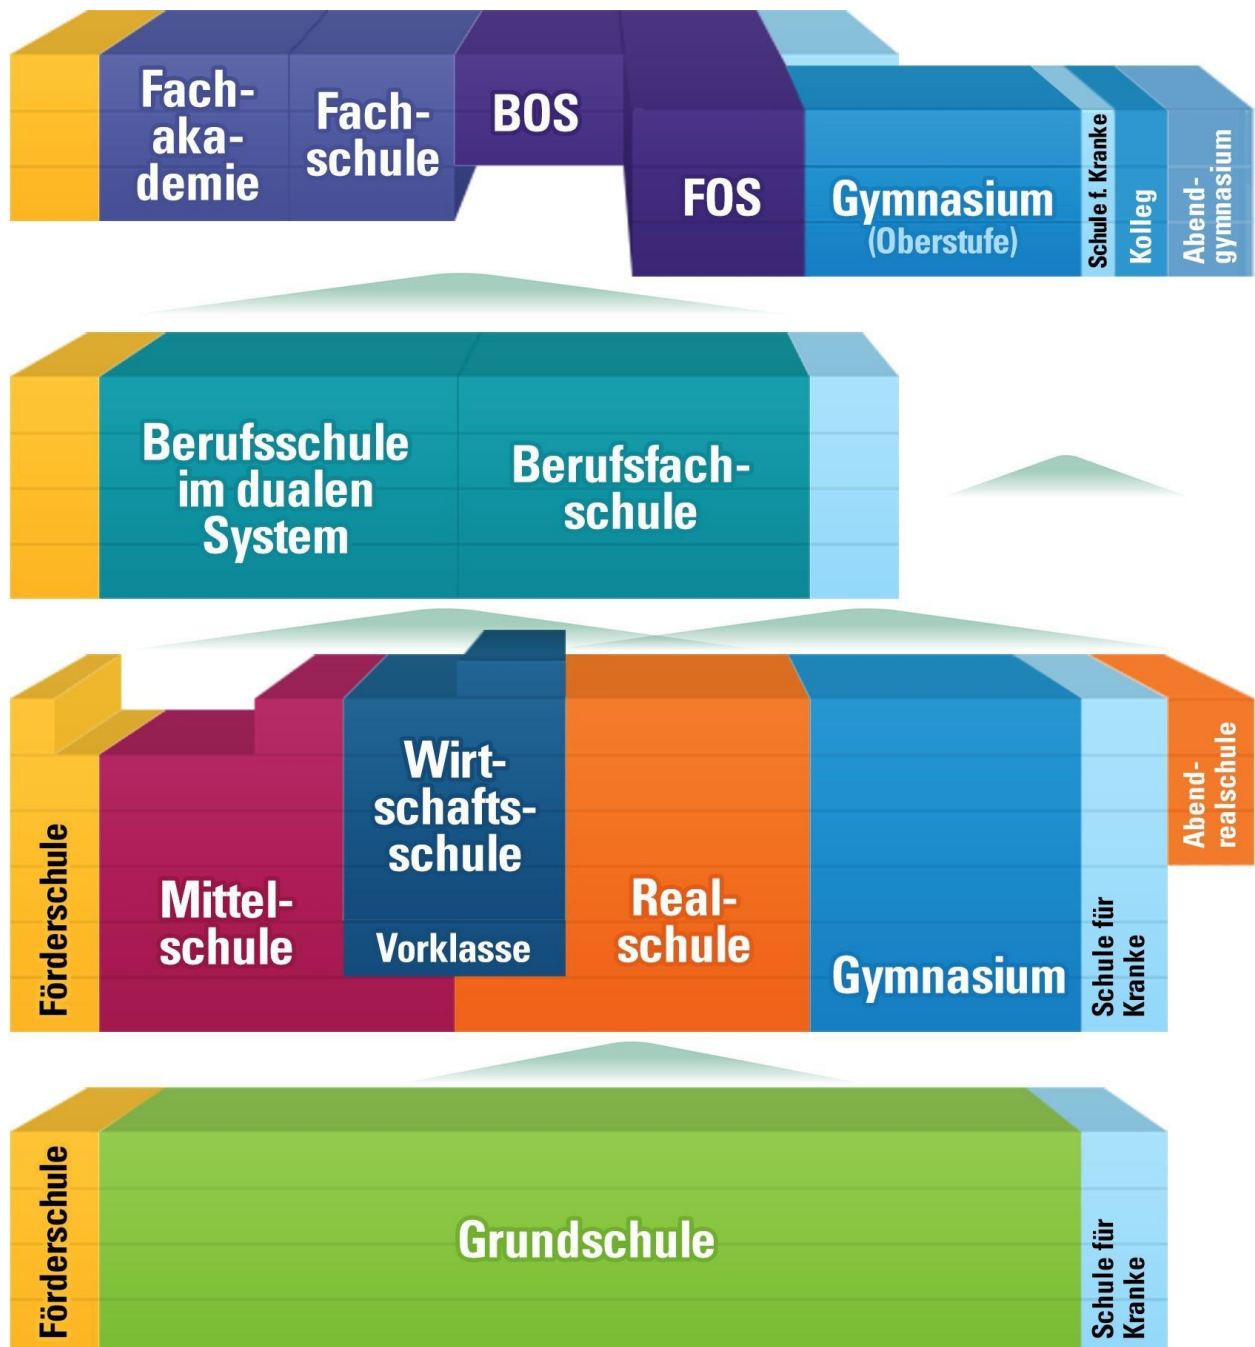 Fach-
aka-
demie
Fach-
schule
BOS
FOS
Gymnasium
(Oberstufe)
Schule f. Kranke
Kolleg
Abend-
gymnasium
Berufsschule
im dualen
System
Berufsfach-
schule
Förderschule
Mittel-
schule
Wirt-
schafts-
schule
Vorklasse
Real-
schule
Gymnasium
Schule für
Kranke
Abend-
realschule
Förderschule
Grundschule
Schule für
Kranke